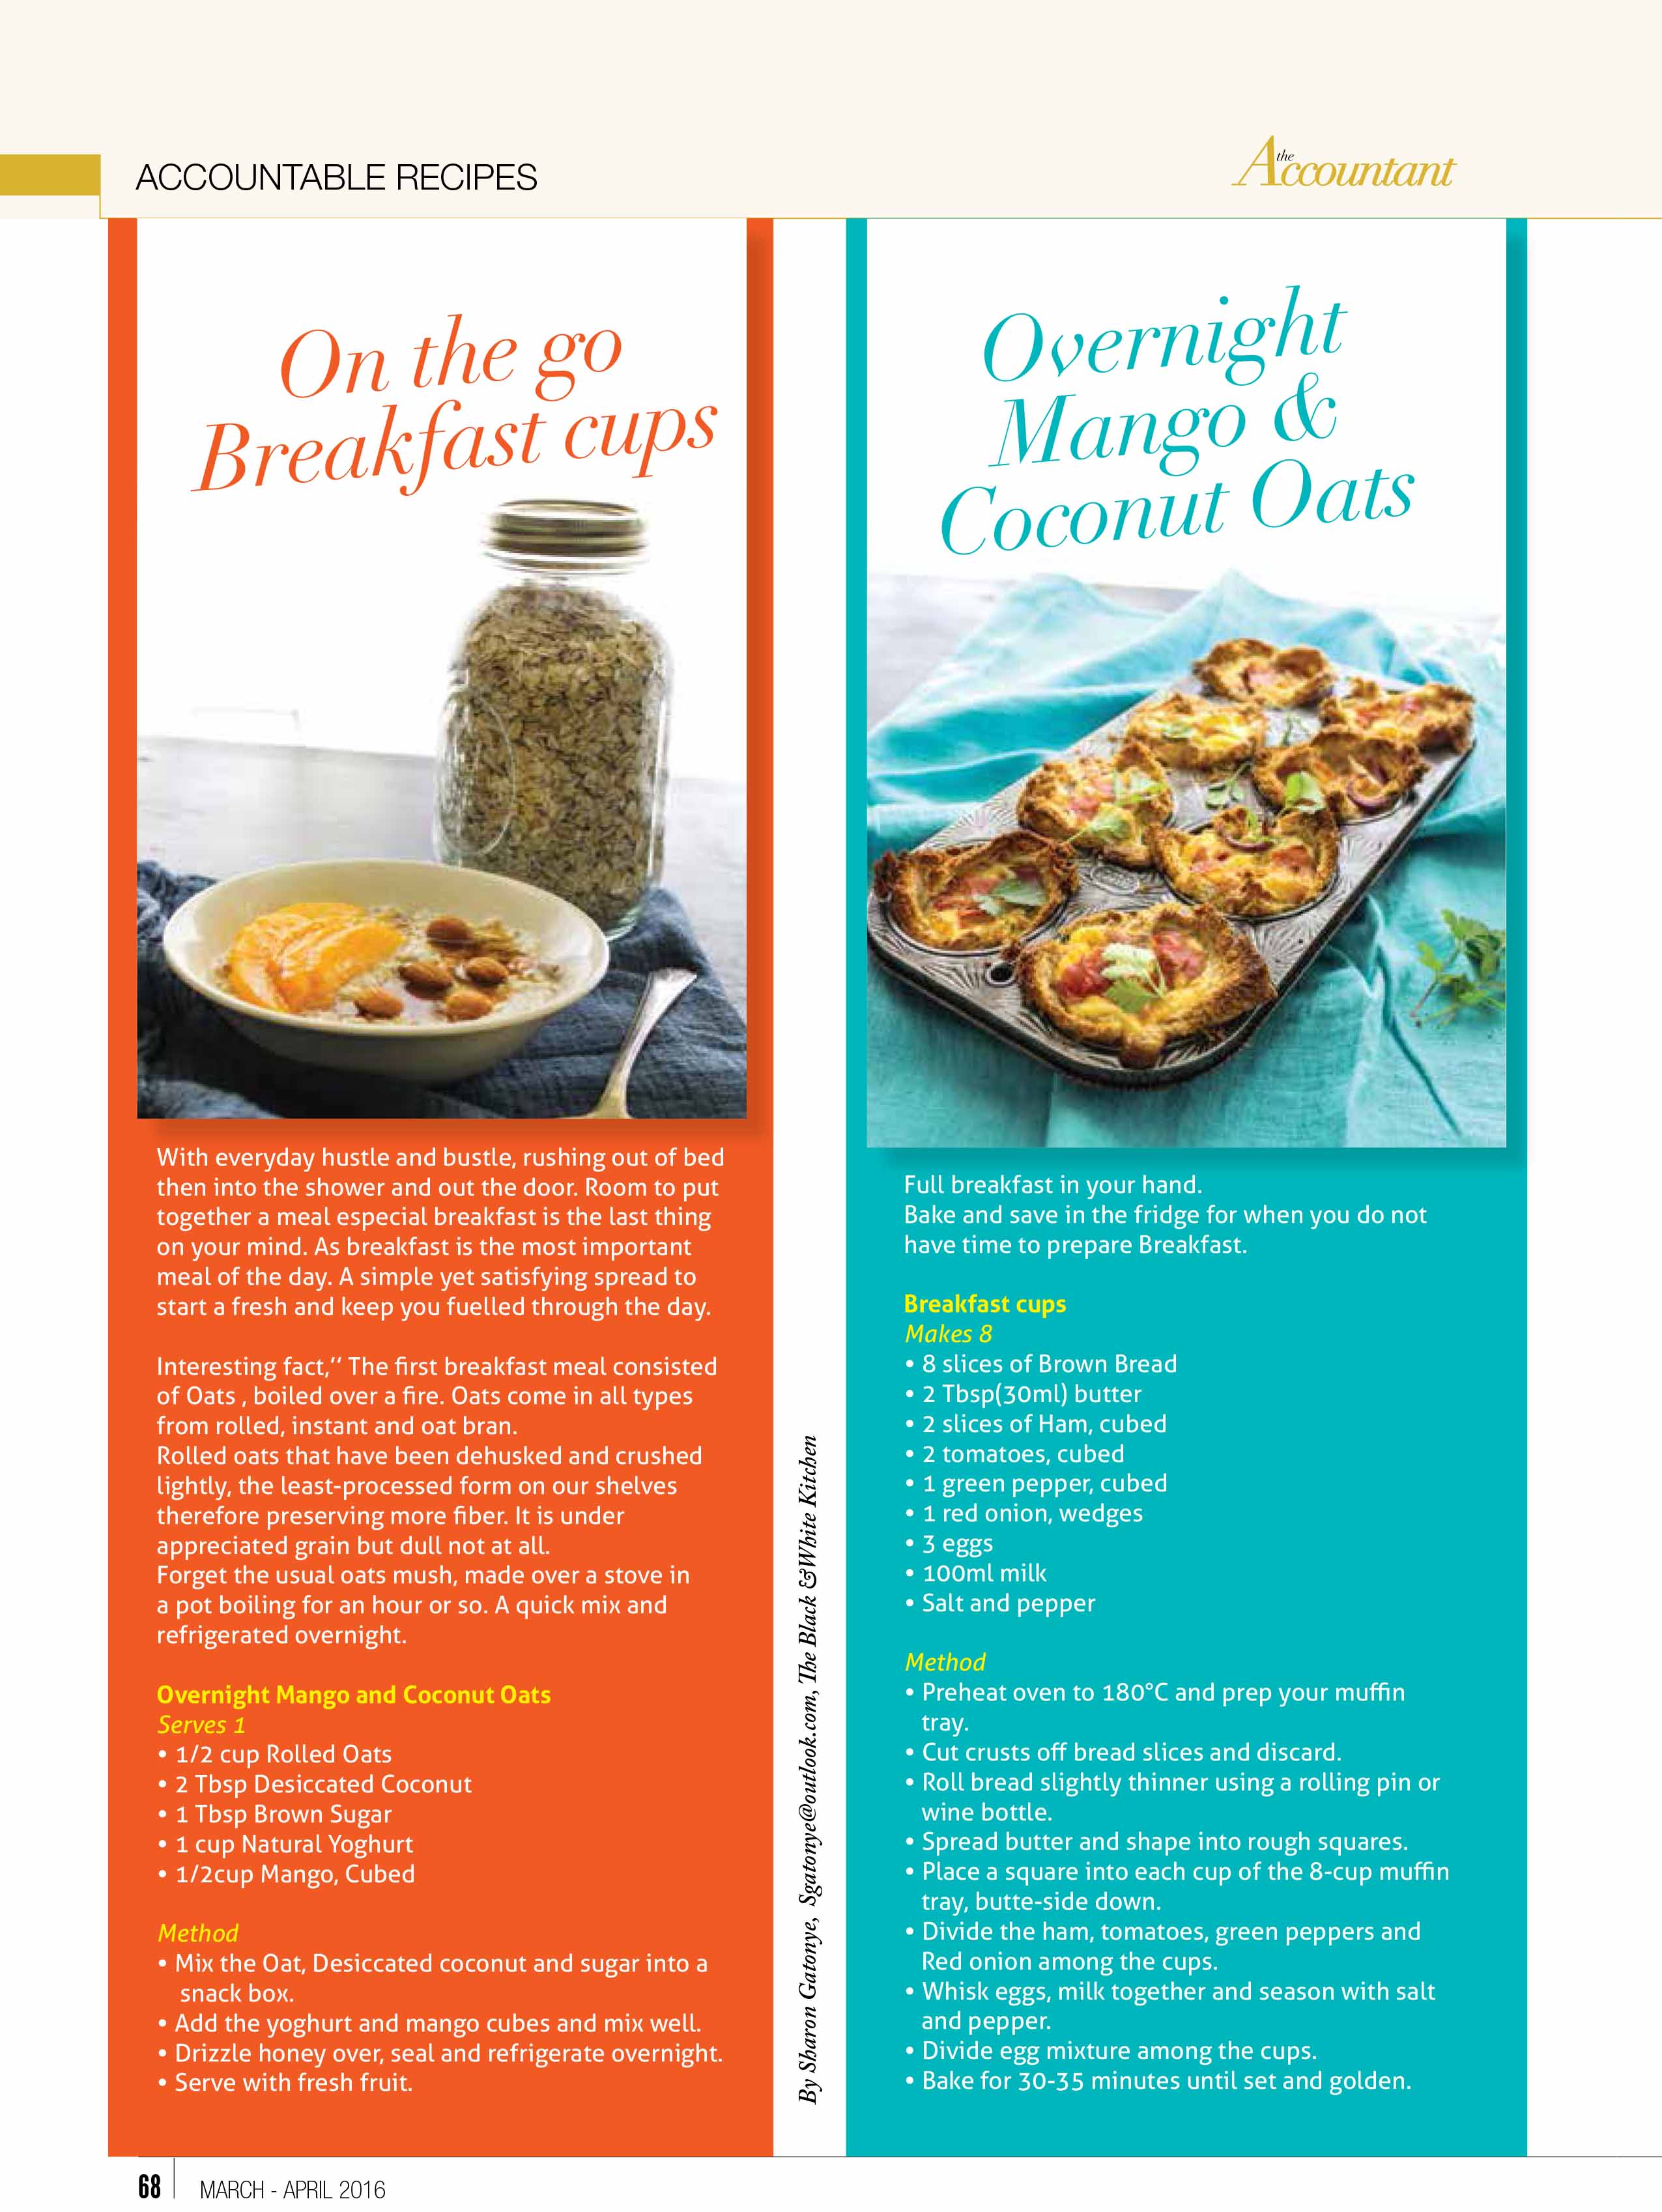 ACCOUNTABLE RECIPES
the Accountant
On the go
Breakfast cups
With everyday hustle and bustle, rushing out of bed
then into the shower and out the door. Room to put
together a meal especial breakfast is the last thing
on your mind. As breakfast is the most important
meal of the day. A simple yet satisfying spread to
start a fresh and keep you fuelled through the day.
Interesting fact,'' The first breakfast meal consisted
of Oats , boiled over a fire. Oats come in all types
from rolled, instant and oat bran.
Rolled oats that have been dehusked and crushed
lightly, the least-processed form on our shelves
therefore preserving more fiber. It is under
appreciated grain but dull not at all.
Forget the usual oats mush, made over a stove in
a pot boiling for an hour or so. A quick mix and
refrigerated overnight.
Overnight Mango and Coconut Oats
Serves 1
• 1/2 cup Rolled Oats
• 2 Tbsp Desiccated Coconut
• 1 Tbsp Brown Sugar
• 1 cup Natural Yoghurt
• 1/2cup Mango, Cubed
Method
• Mix the Oat, Desiccated coconut and sugar into a
snack box.
• Add the yoghurt and mango cubes and mix well.
• Drizzle honey over, seal and refrigerate overnight.
• Serve with fresh fruit.
By Sharon Gatonye, Sgatonye@outlook.com, The Black &White Kitchen
Overnight
Mango &
Coconut Oats
Full breakfast in your hand.
Bake and save in the fridge for when you do not
have time to prepare Breakfast.
Breakfast cups
Makes 8
• 8 slices of Brown Bread
• 2 Tbsp(30ml) butter
• 2 slices of Ham, cubed
• 2 tomatoes, cubed
• 1 green pepper, cubed
• 1 red onion, wedges
• 3 eggs
• 100ml milk
• Salt and pepper
Method
• Preheat oven to 180°C and prep your muffin
tray.
• Cut crusts off bread slices and discard.
• Roll bread slightly thinner using a rolling pin or
wine bottle.
• Spread butter and shape into rough squares.
• Place a square into each cup of the 8-cup muffin
tray, butte-side down.
• Divide the ham, tomatoes, green peppers and
Red onion among the cups.
• Whisk eggs, milk together and season with salt
and pepper.
• Divide egg mixture among the cups.
• Bake for 30-35 minutes until set and golden.
68 MARCH - APRIL 2016